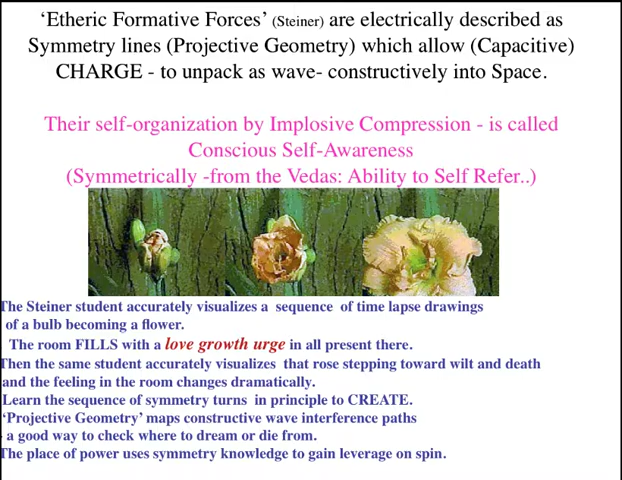 ‘Etheric Formative Forces’ (Steiner) are electrically described as
Symmetry lines (Projective Geometry) which allow (Capacitive)
CHARGE - to unpack as wave- constructively into Space.
Their self-organization by Implosive Compression - is called
Conscious Self-Awareness
(Symmetrically -from the Vedas: Ability to Self Refer..)
The Steiner student accurately visualizes a sequence of time lapse drawings
of a bulb becoming a flower.
The room FILLS with a love growth urge in all present there.
Then the same student accurately visualizes that rose stepping toward wilt and death
and the feeling in the room changes dramatically.
Learn the sequence of symmetry turns in principle to CREATE.
‘Projective Geometry’ maps constructive wave interference paths
- a good way to check where to dream or die from.
The place of power uses symmetry knowledge to gain leverage on spin.